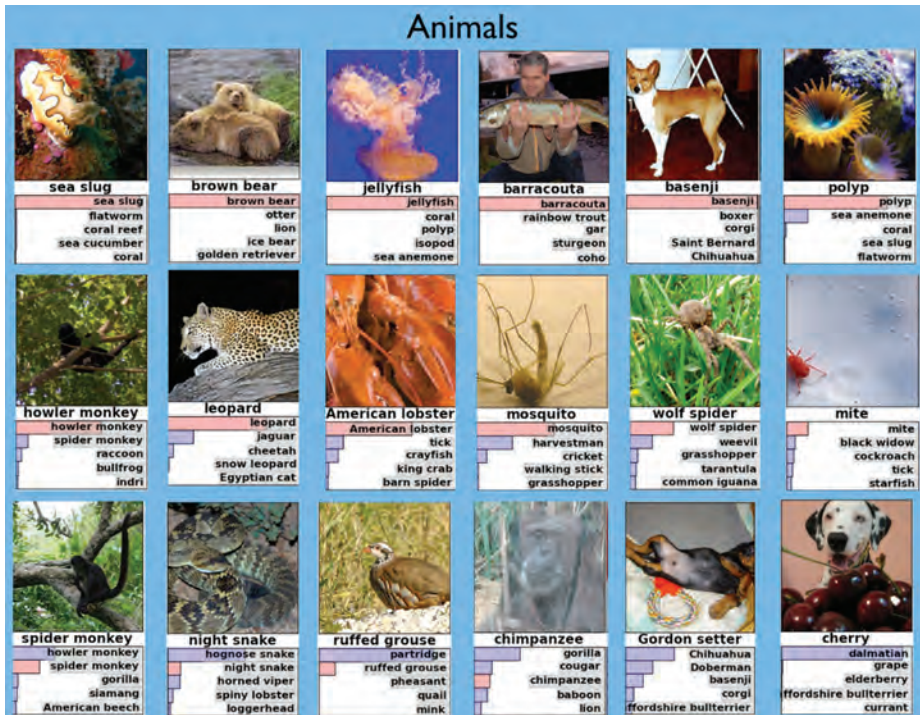 Animals
sea slug
sea slug
flatworm
coral reef
sea cucumber
coral
brown bear
brown bear
otter
lion
ice bear
golden retriever
jellyfish
jellyfish
coral
polyp
isopod
sea anemone
barracouta
barracouta
rainbow trout
gar
sturgeon
coho
basenji
basenji
boxer
corgi
Saint Bernard
Chihuahua
polyp
polyp
sea anemone
coral
sea slug
flatworm
howler monkey
howler monkey
spider monkey
raccoon
bullfrog
indri
leopard
leopard
jaguar
cheetah
snow leopard
Egyptian cat
American lobster
American lobster
tick
crayfish
king crab
barn spider
mosquito
mosquito
harvestman
cricket
walking stick
grasshopper
wolf spider
wolf spider
weevil
grasshopper
tarantula
common iguana
mite
mite
black widow
cockroach
tick
starfish
spider monkey
howler monkey
spider monkey
gorilla
siamang
American beech
night snake
hognose snake
night snake
horned viper
spiny lobster
loggerhead
ruffed grouse
partridge
ruffed grouse
pheasant
quail
mink
chimpanzee
gorilla
cougar
chimpanzee
baboon
lion
Gordon setter
Chihuahua
Doberman
basenji
corgi
ffordshire bullterrier
cherry
dalmatian
grape
elderberry
ffordshire bullterrier
currant